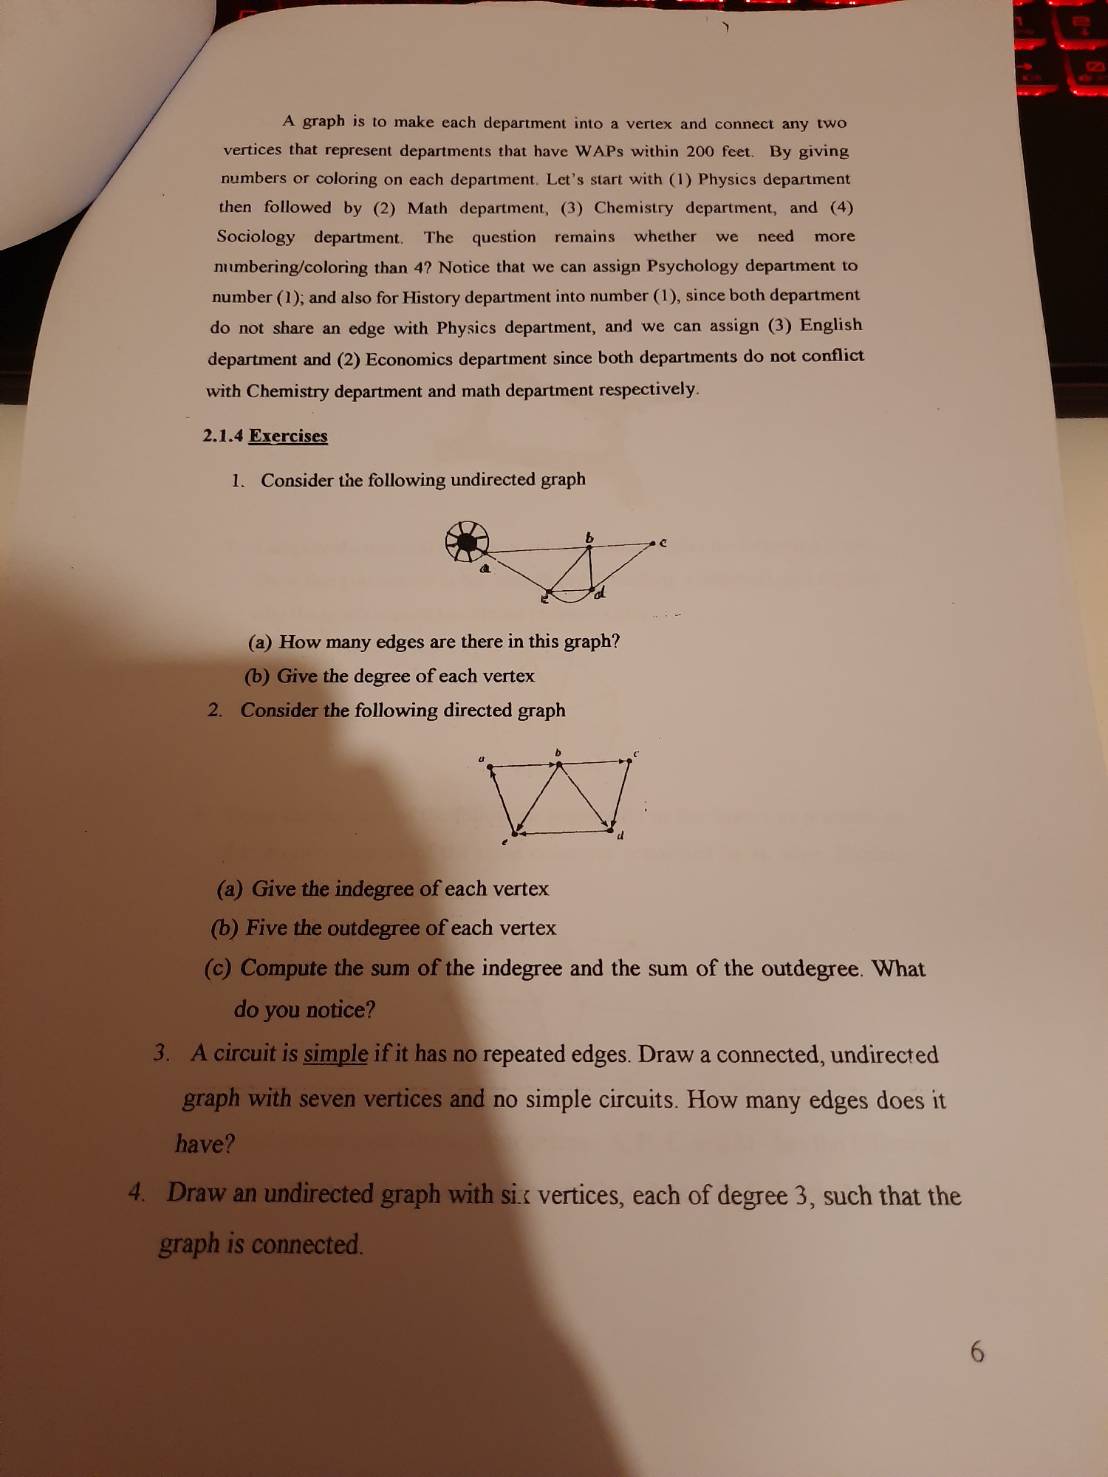 A graph is to make each department into a vertex and connect any two
vertices that represent departments that have WAPs within 200 feet. By giving
numbers or coloring on each department. Let's start with (1) Physics department
then followed by (2) Math department, (3) Chemistry department, and (4)
Sociology department. The question remains whether we need more
numbering/coloring than 4? Notice that we can assign Psychology department to
number (1); and also for History department into number (1), since both department
do not share an edge with Physics department, and we can assign (3) English
department and (2) Economics department since both departments do not conflict
with Chemistry department and math department respectively.
2.1.4 Exercises
1. Consider the following undirected graph
b
c
a
e
d
(a) How many edges are there in this graph?
(b) Give the degree of each vertex
2. Consider the following directed graph
a
b
c
e
d
(a) Give the indegree of each vertex
(b) Five the outdegree of each vertex
(c) Compute the sum of the indegree and the sum of the outdegree. What
do you notice?
3. A circuit is simple if it has no repeated edges. Draw a connected, undirected
graph with seven vertices and no simple circuits. How many edges does it
have?
4. Draw an undirected graph with six vertices, each of degree 3, such that the
graph is connected.
6